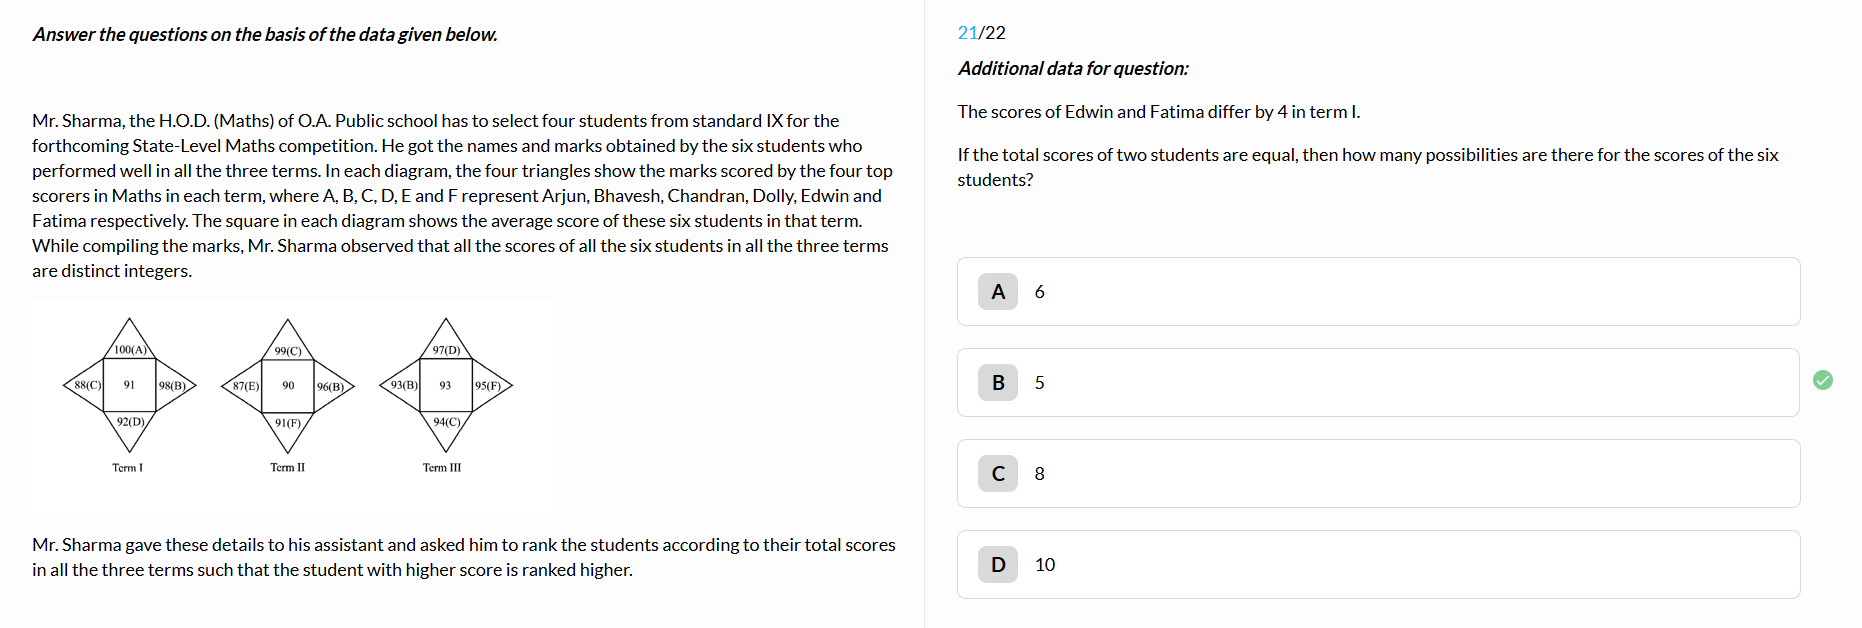 Answer the questions on the basis of the data given below.
Mr. Sharma, the H.O.D. (Maths) of O.A. Public school has to select four students from standard IX for the
forthcoming State-Level Maths competition. He got the names and marks obtained by the six students who
performed well in all the three terms. In each diagram, the four triangles show the marks scored by the four top
scorers in Maths in each term, where A, B, C, D, E and F represent Arjun, Bhavesh, Chandran, Dolly, Edwin and
Fatima respectively. The square in each diagram shows the average score of these six students in that term.
While compiling the marks, Mr. Sharma observed that all the scores of all the six students in all the three terms
are distinct integers.
100(A)
88(C) 91 98(B)
92(D)
Term I
99(C)
87(E) 90 96(B)
91(F)
Term II
97(D)
93(B) 93 95(F)
94(C)
Term III
Mr. Sharma gave these details to his assistant and asked him to rank the students according to their total scores
in all the three terms such that the student with higher score is ranked higher.
21/22
Additional data for question:
The scores of Edwin and Fatima differ by 4 in term I.
If the total scores of two students are equal, then how many possibilities are there for the scores of the six
students?
A 6
B 5
C 8
D 10